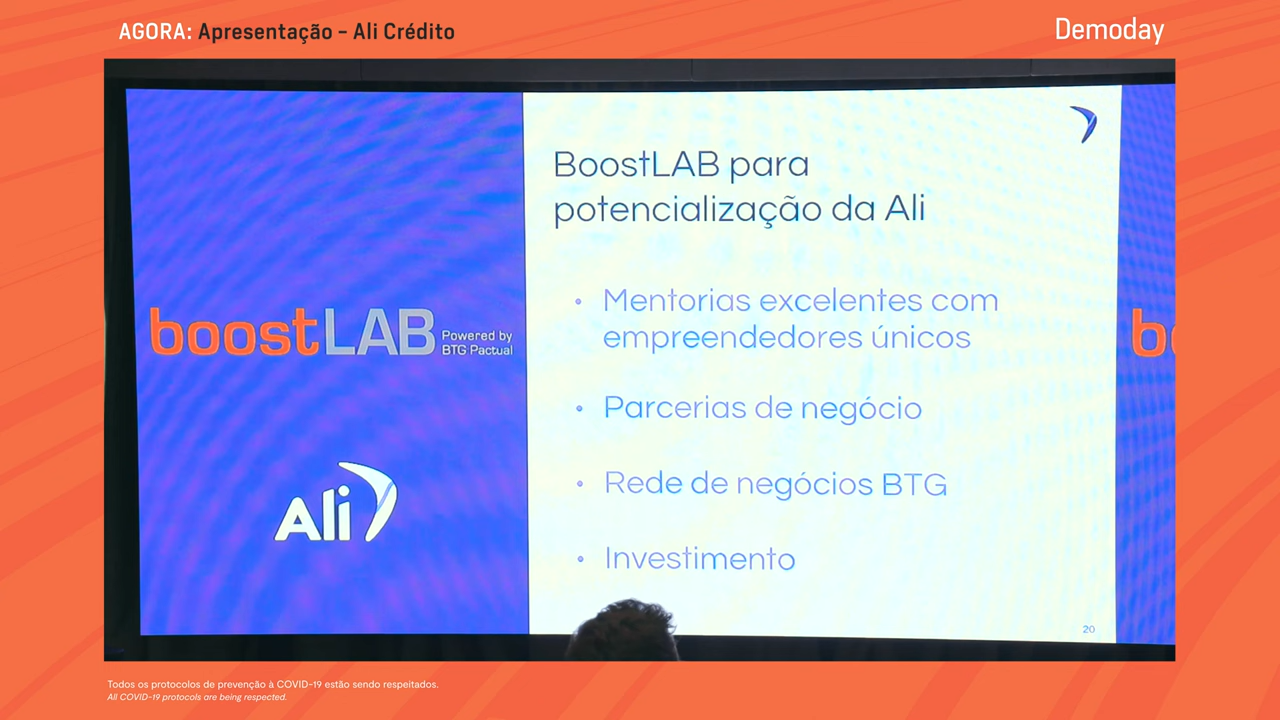 AGORA: Apresentação - Ali Crédito
Demoday
BoostLAB para
potencialização da Ali
Mentorias excelentes com
empreendedores únicos
Parcerias de negócio
Rede de negócios BTG
Investimento
20
boostLAB
Powered by
BTG Pactual
Ali
bo
Todos os protocolos de prevenção à COVID-19 estão sendo respeitados.
All COVID-19 protocols are being respected.